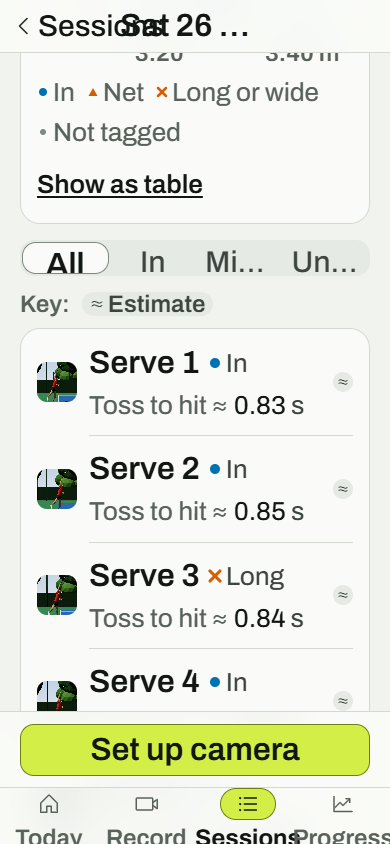 Sessions
Sat 26 …
3:20 3:40 m
In Net Long or wide
Not tagged
Show as table
All In Mi… Un…
Key: ≈ Estimate
Serve 1 In
Toss to hit ≈ 0.83 s
≈
Serve 2 In
Toss to hit ≈ 0.85 s
≈
Serve 3 Long
Toss to hit ≈ 0.84 s
≈
Serve 4 In
≈
Set up camera
Today Record Sessions Progress